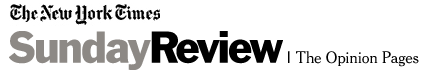 The New York Times
SundayReview | The Opinion Pages